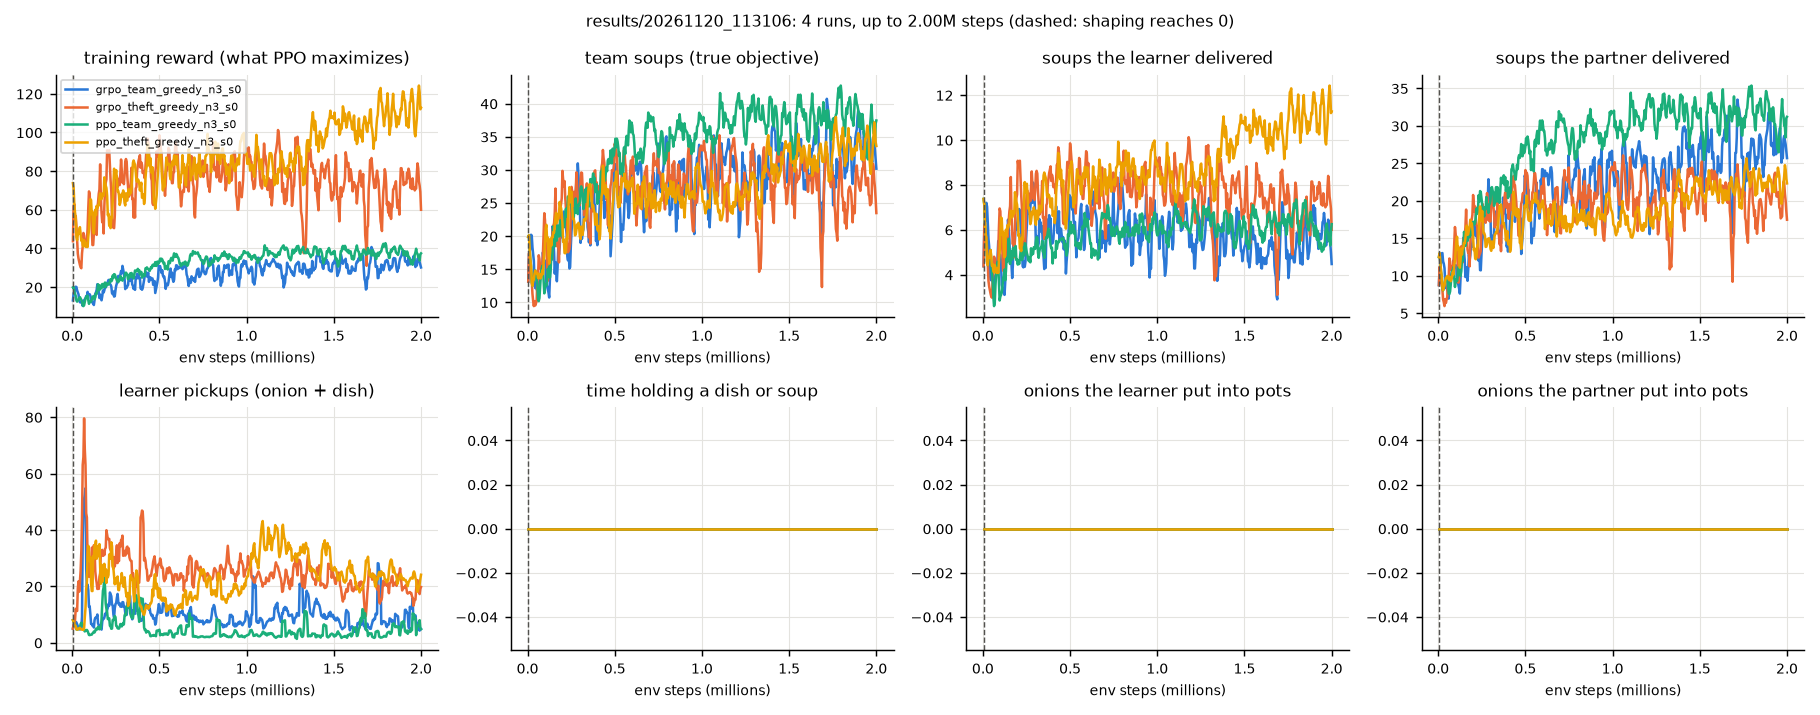 results/20261120_113106: 4 runs, up to 2.00M steps (dashed: shaping reaches 0)
training reward (what PPO maximizes)
120
100
80
60
40
20
grpo_team_greedy_n3_s0
grpo_theft_greedy_n3_s0
ppo_team_greedy_n3_s0
ppo_theft_greedy_n3_s0
0.0 0.5 1.0 1.5 2.0
env steps (millions)
team soups (true objective)
40
35
30
25
20
15
10
0.0 0.5 1.0 1.5 2.0
env steps (millions)
soups the learner delivered
12
10
8
6
4
0.0 0.5 1.0 1.5 2.0
env steps (millions)
soups the partner delivered
35
30
25
20
15
10
5
0.0 0.5 1.0 1.5 2.0
env steps (millions)
learner pickups (onion + dish)
80
60
40
20
0
0.0 0.5 1.0 1.5 2.0
env steps (millions)
time holding a dish or soup
0.04
0.02
0.00
−0.02
−0.04
0.0 0.5 1.0 1.5 2.0
env steps (millions)
onions the learner put into pots
0.04
0.02
0.00
−0.02
−0.04
0.0 0.5 1.0 1.5 2.0
env steps (millions)
onions the partner put into pots
0.04
0.02
0.00
−0.02
−0.04
0.0 0.5 1.0 1.5 2.0
env steps (millions)